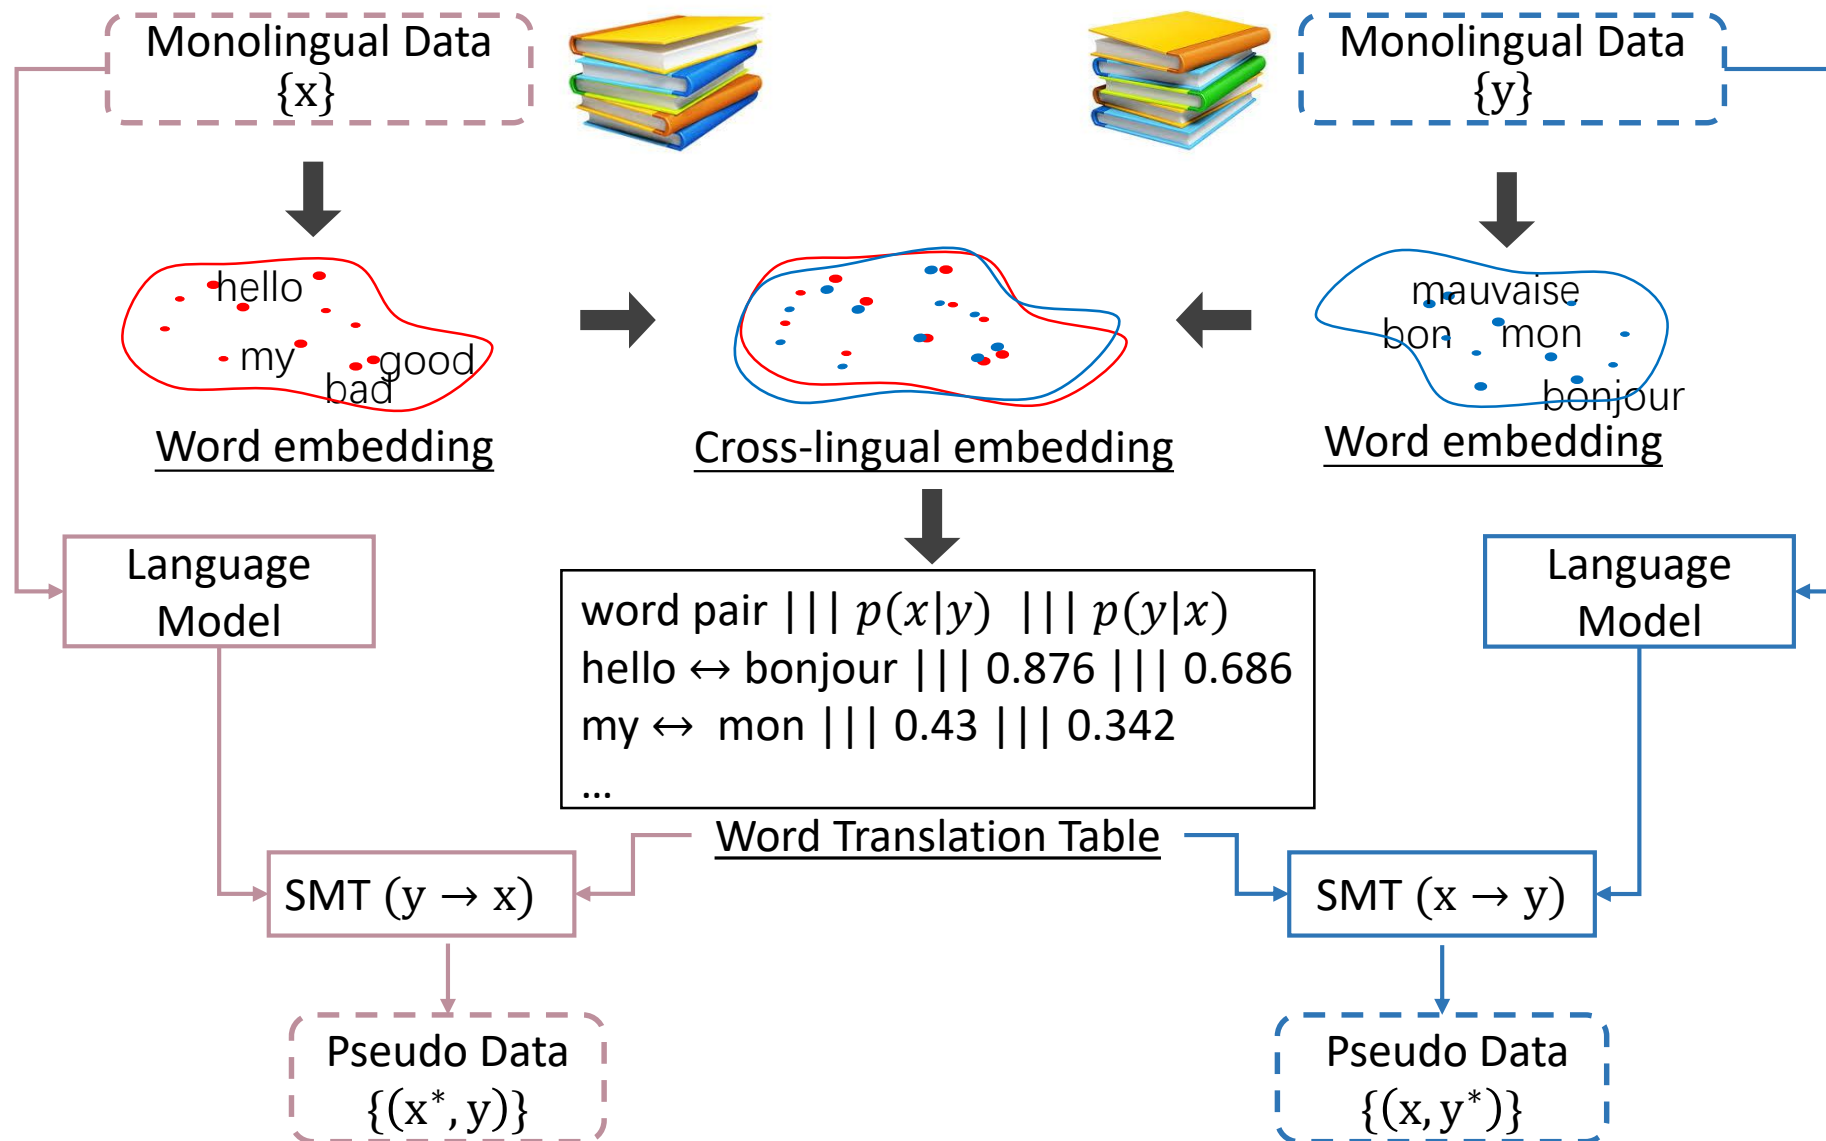 Monolingual Data
{x}
Monolingual Data
{y}
hello
my
good
bad
Word embedding
Cross-lingual embedding
mauvaise
bon
mon
bonjour
Word embedding
Language
Model
word pair ||| p(x|y) ||| p(y|x)
hello ↔ bonjour ||| 0.876 ||| 0.686
my ↔ mon ||| 0.43 ||| 0.342
...
Word Translation Table
Language
Model
SMT (y → x)
SMT (x → y)
Pseudo Data
{(x*, y)}
Pseudo Data
{(x, y*)}